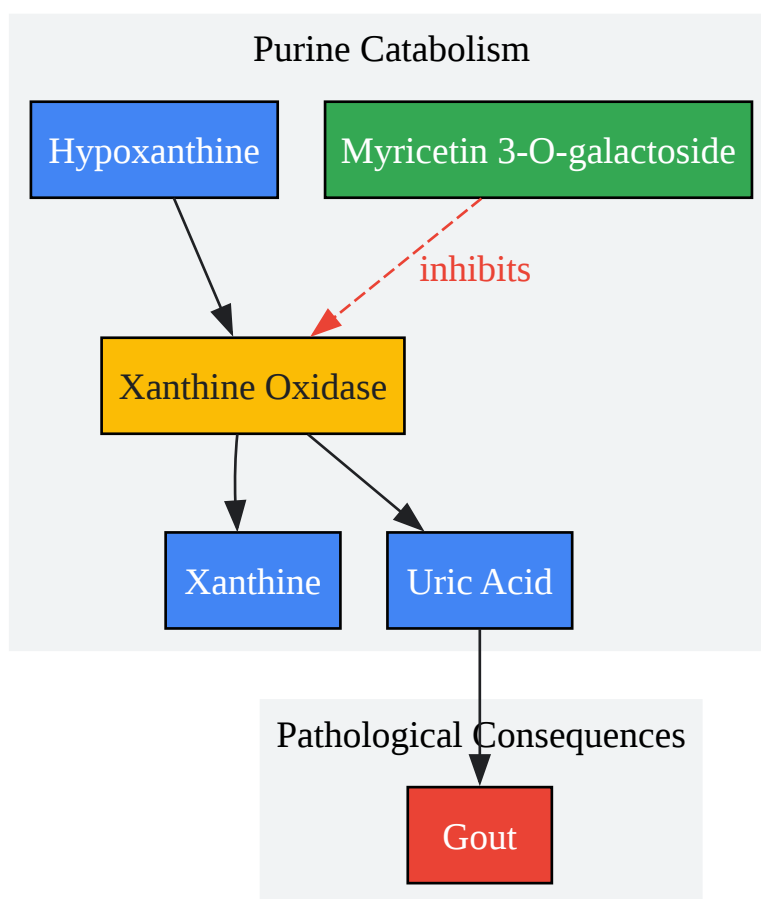 Purine Catabolism
Hypoxanthine
Myricetin 3-O-galactoside
inhibits
Xanthine Oxidase
Xanthine
Uric Acid
Pathological Consequences
Gout